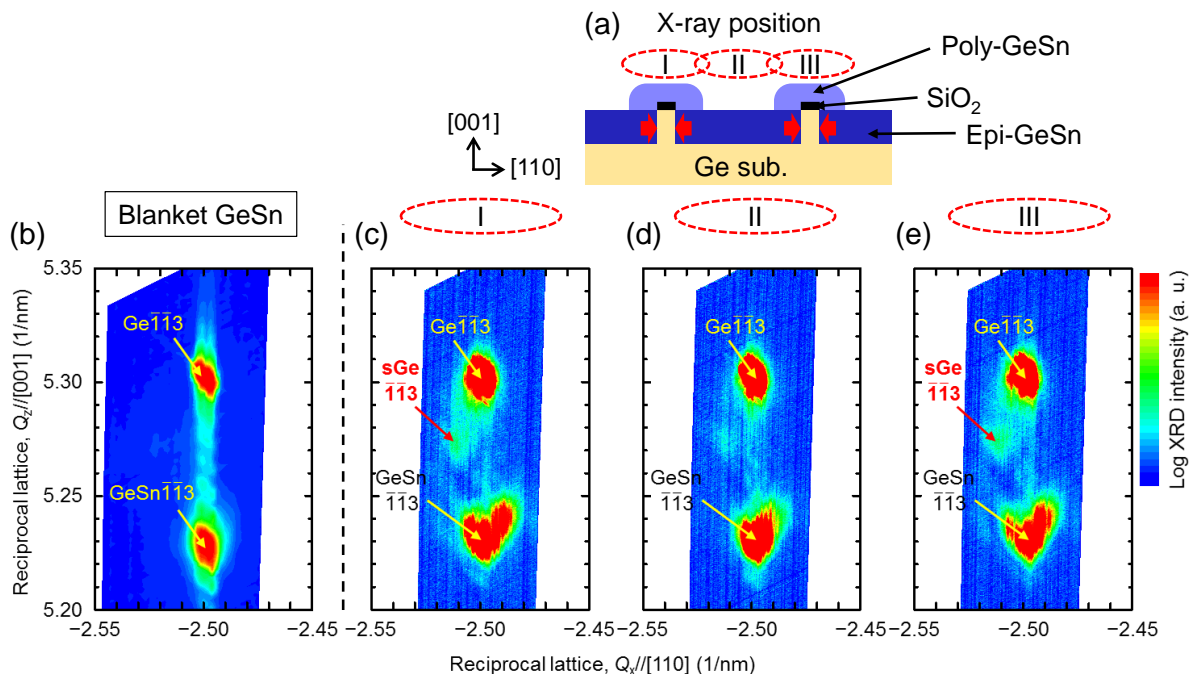 (a)
X-ray position
I
II
III
Poly-GeSn
SiO₂
Epi-GeSn
Ge sub.
[001]
[110]
Blanket GeSn
I
II
III
(b)
(c)
(d)
(e)
Reciprocal lattice, Q_z//[001] (1/nm)
5.35
5.30
5.25
5.20
Ge1̅1̅3
GeSn1̅1̅3
−2.55
−2.50
−2.45
Ge1̅1̅3
sGe
1̅1̅3
GeSn
1̅1̅3
−2.55
−2.50
−2.45
Ge1̅1̅3
GeSn
1̅1̅3
−2.55
−2.50
−2.45
Ge1̅1̅3
sGe
1̅1̅3
GeSn
1̅1̅3
−2.55
−2.50
−2.45
Log XRD intensity (a. u.)
Reciprocal lattice, Qₓ//[110] (1/nm)